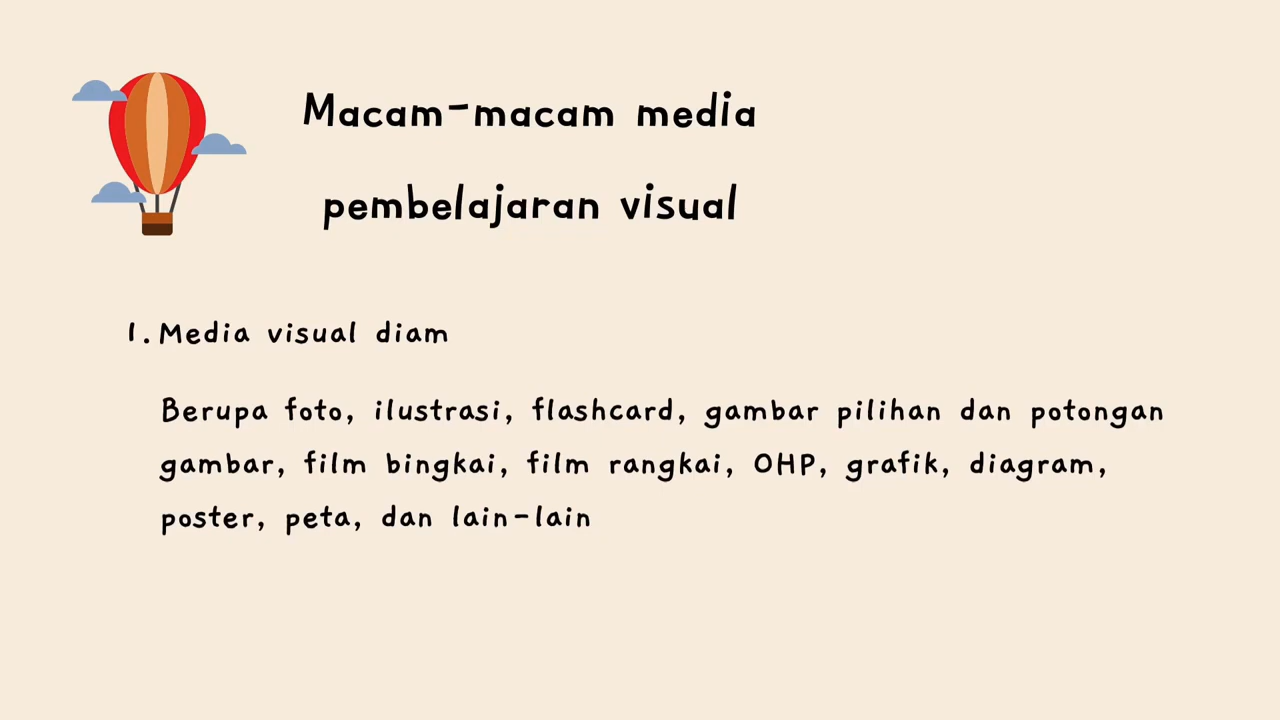 Macam-macam media
pembelajaran visual
1. Media visual diam
Berupa foto, ilustrasi, flashcard, gambar pilihan dan potongan
gambar, film bingkai, film rangkai, OHP, grafik, diagram,
poster, peta, dan lain-lain